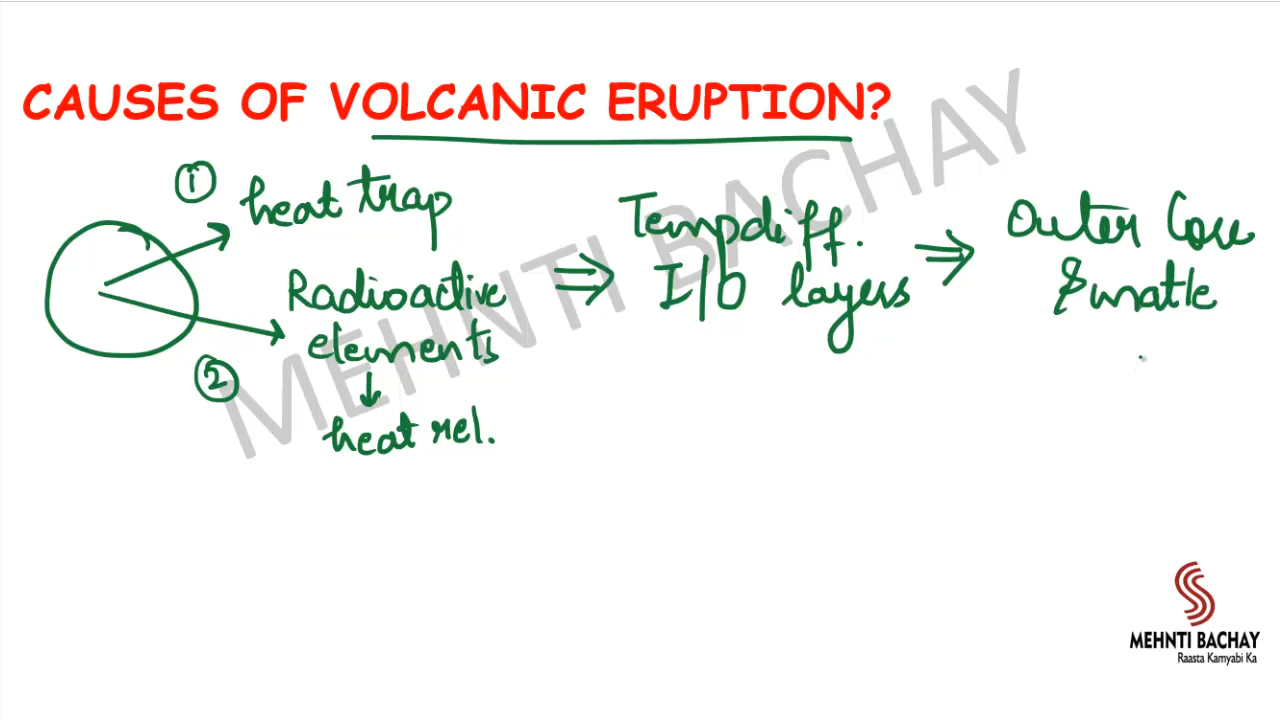 CAUSES OF VOLCANIC ERUPTION?
1
heat trap
Radioactive
elements
2
heat rel.
Tempdiff.
I/O layers
Outer Core
& matle
MEHNTI BACHAY
MEHNTI BACHAY
Raasta Kamyabi Ka